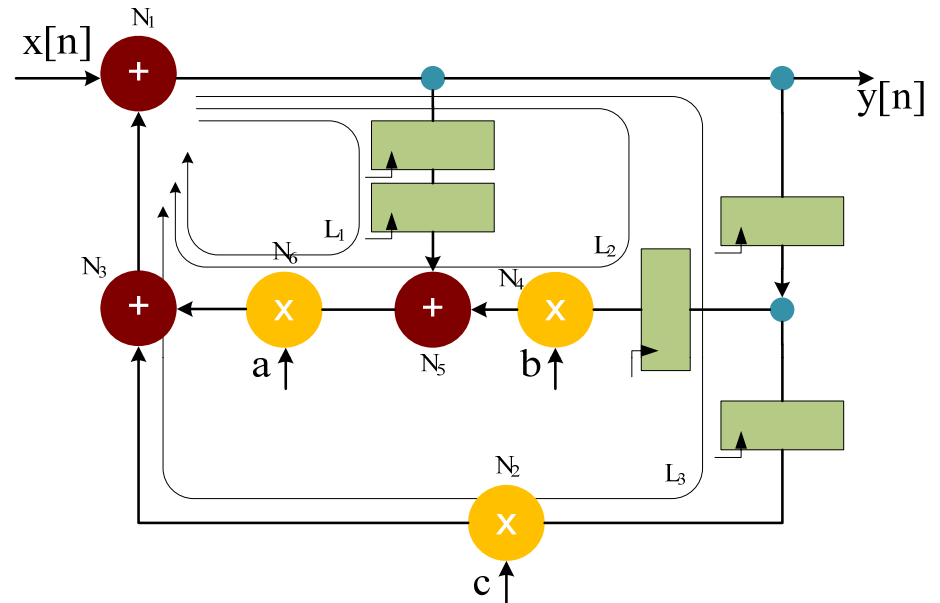 N1
x[n]
+
y[n]
L1
L2
N6
N3
N4
+
x
+
x
a
N5
b
L3
N2
x
c